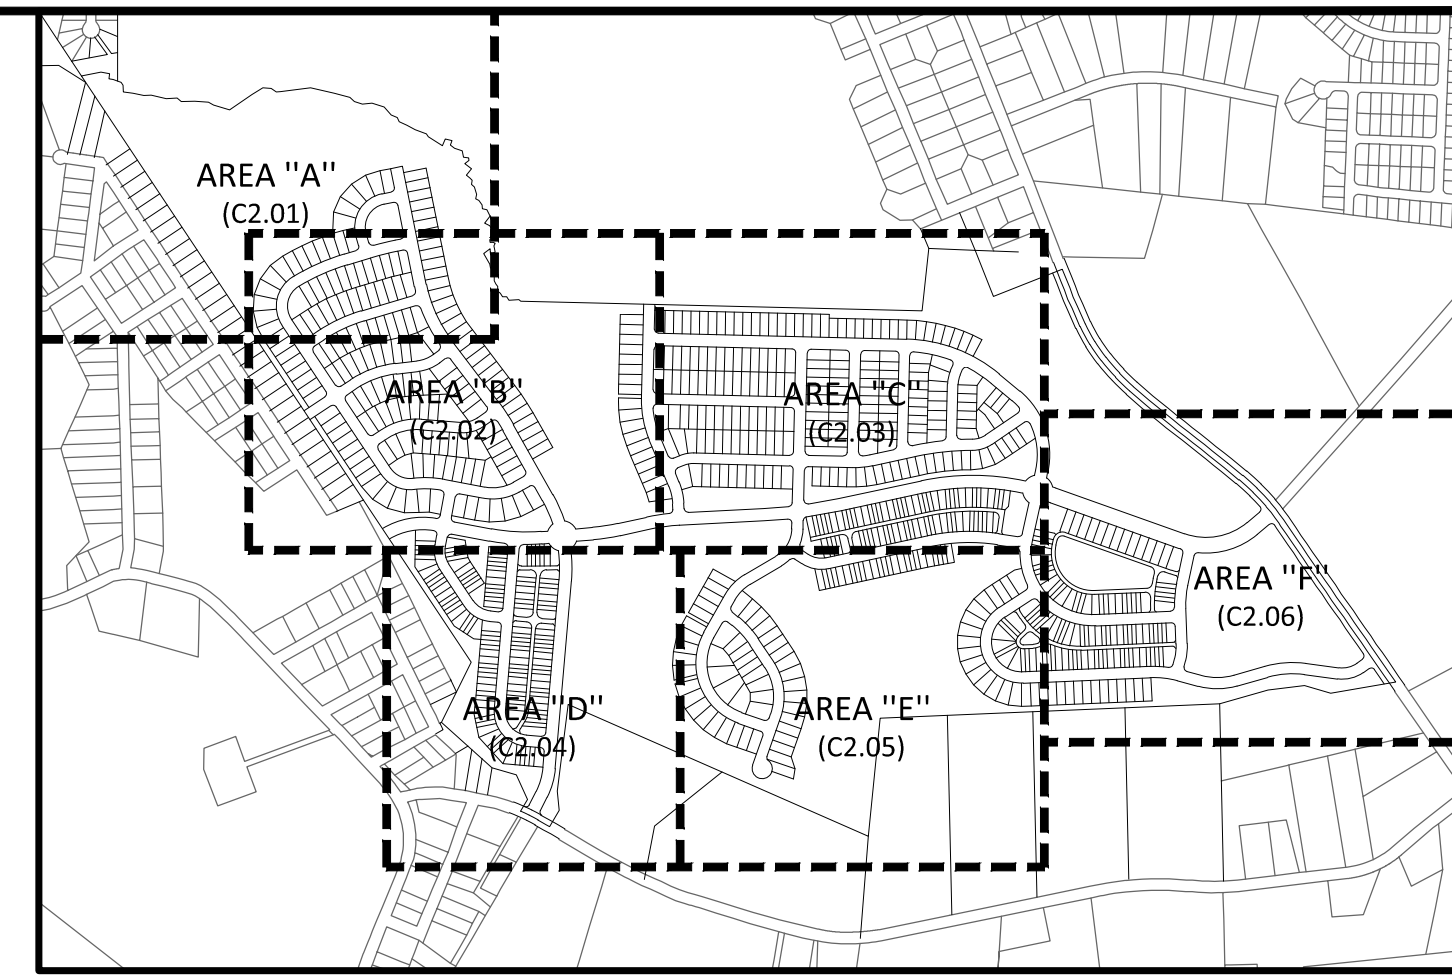 AREA "A"
(C2.01)
AREA "B"
(C2.02)
AREA "C"
(C2.03)
AREA "D"
(C2.04)
AREA "E"
(C2.05)
AREA "F"
(C2.06)